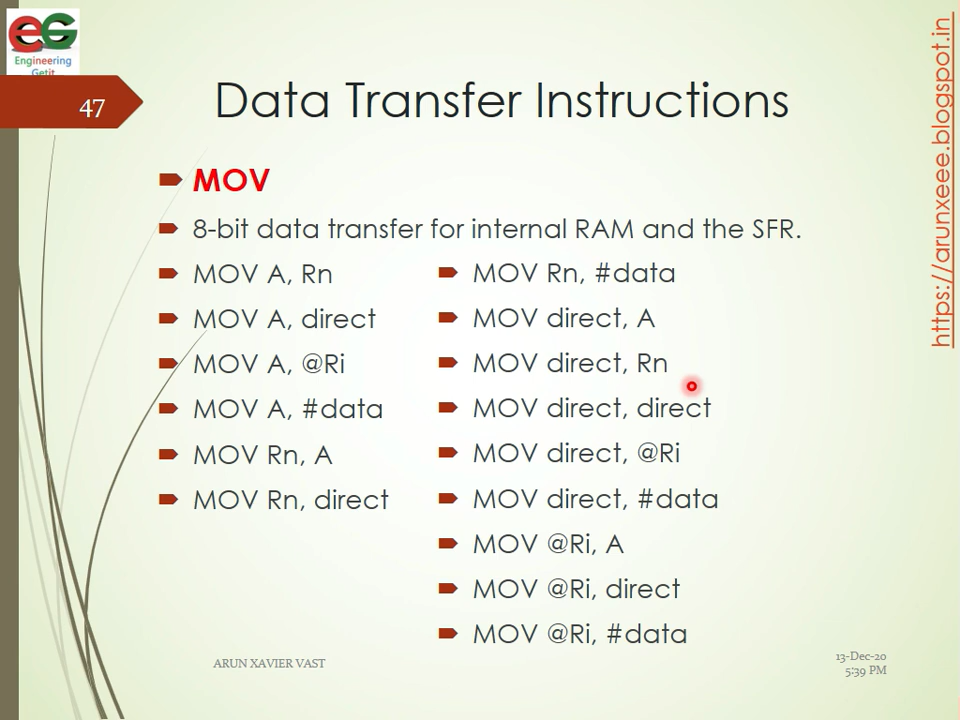 EG
Engineering
Getit
47
Data Transfer Instructions
MOV
8-bit data transfer for internal RAM and the SFR.
MOV A, Rn
MOV A, direct
MOV A, @Ri
MOV A, #data
MOV Rn, A
MOV Rn, direct
MOV Rn, #data
MOV direct, A
MOV direct, Rn
MOV direct, direct
MOV direct, @Ri
MOV direct, #data
MOV @Ri, A
MOV @Ri, direct
MOV @Ri, #data
ARUN XAVIER VAST
13-Dec-20
5:39 PM
https://arunxeee.blogspot.in